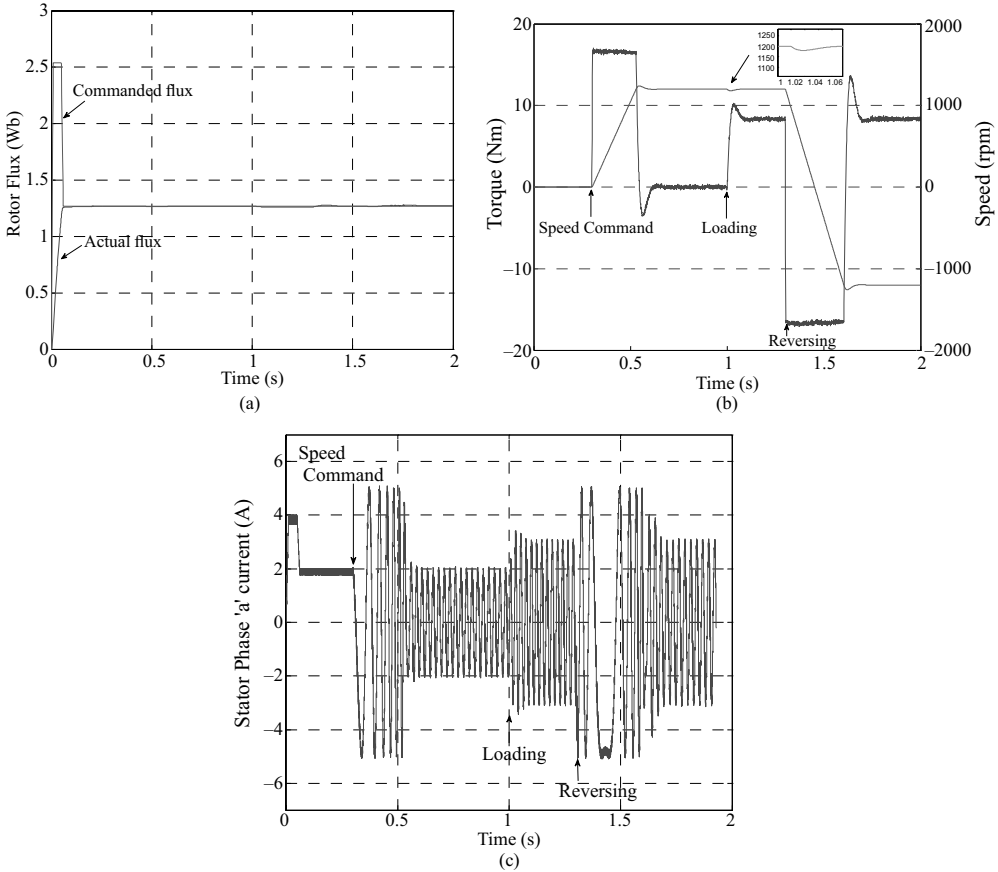 3
2.5
2
1.5
1
0.5
0
Rotor Flux (Wb)
Commanded flux
Actual flux
0 0.5 1 1.5 2
Time (s)
(a)
20
10
0
−10
−20
Torque (Nm)
2000
1000
0
−1000
−2000
Speed (rpm)
1250
1200
1100
1 1.02 1.04 1.06
Speed Command
Loading
Reversing
0 0.5 1 1.5 2
Time (s)
(b)
6
4
2
0
−2
−4
−6
Stator Phase 'a' current (A)
Speed
Command
Loading
Reversing
0 0.5 1 1.5 2
Time (s)
(c)